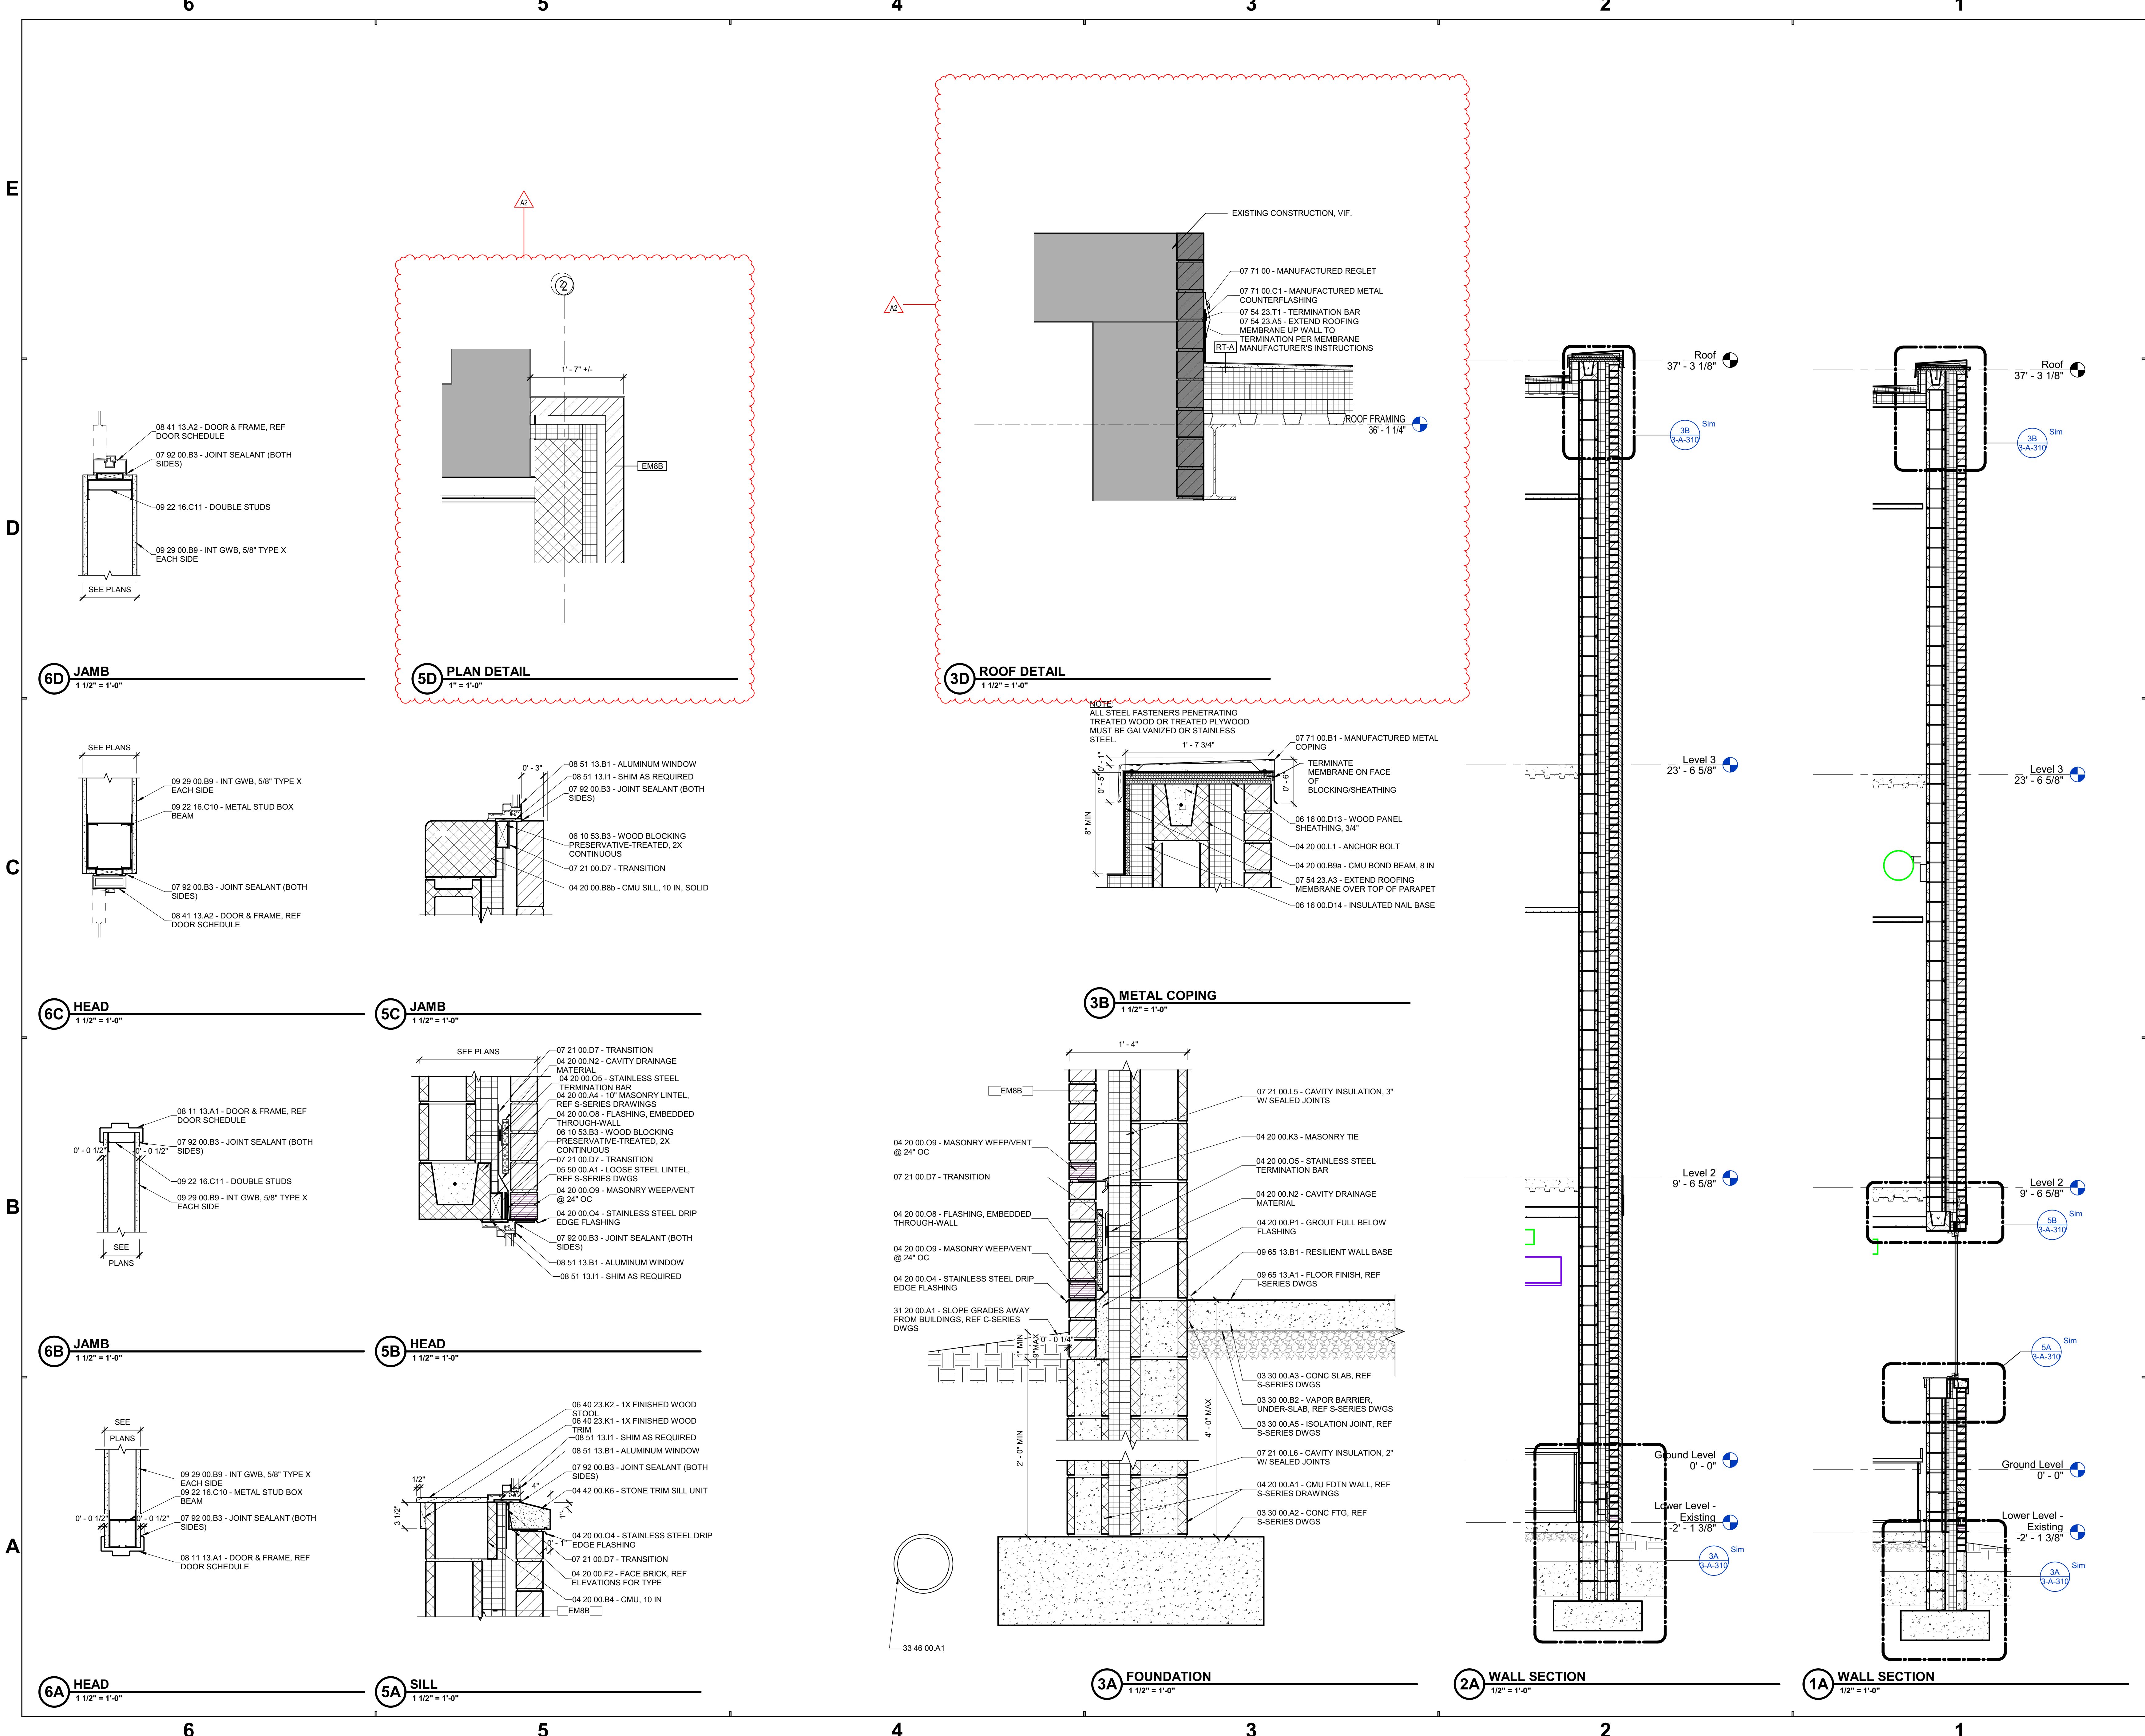 6 5 4 3 2 1
E
D
C
B
A
A2
2
1' - 7" +/-
EM8B
5D PLAN DETAIL
1" = 1'-0"
A2
EXISTING CONSTRUCTION, VIF.
07 71 00 - MANUFACTURED REGLET
07 71 00.C1 - MANUFACTURED METAL
COUNTERFLASHING
07 54 23.T1 - TERMINATION BAR
07 54 23.A5 - EXTEND ROOFING
MEMBRANE UP WALL TO
TERMINATION PER MEMBRANE
MANUFACTURER'S INSTRUCTIONS
RT-A
ROOF FRAMING
36' - 1 1/4"
3D ROOF DETAIL
1 1/2" = 1'-0"
08 41 13.A2 - DOOR & FRAME, REF
DOOR SCHEDULE
07 92 00.B3 - JOINT SEALANT (BOTH
SIDES)
09 22 16.C11 - DOUBLE STUDS
09 29 00.B9 - INT GWB, 5/8" TYPE X
EACH SIDE
SEE PLANS
6D JAMB
1 1/2" = 1'-0"
SEE PLANS
09 29 00.B9 - INT GWB, 5/8" TYPE X
EACH SIDE
09 22 16.C10 - METAL STUD BOX
BEAM
07 92 00.B3 - JOINT SEALANT (BOTH
SIDES)
08 41 13.A2 - DOOR & FRAME, REF
DOOR SCHEDULE
6C HEAD
1 1/2" = 1'-0"
0' - 3"
08 51 13.B1 - ALUMINUM WINDOW
08 51 13.I1 - SHIM AS REQUIRED
07 92 00.B3 - JOINT SEALANT (BOTH
SIDES)
06 10 53.B3 - WOOD BLOCKING
PRESERVATIVE-TREATED, 2X
CONTINUOUS
07 21 00.D7 - TRANSITION
04 20 00.B8b - CMU SILL, 10 IN, SOLID
5C JAMB
1 1/2" = 1'-0"
NOTE:
ALL STEEL FASTENERS PENETRATING
TREATED WOOD OR TREATED PLYWOOD
MUST BE GALVANIZED OR STAINLESS
STEEL.
1' - 7 3/4"
0' - 1"
0' - 5"
0' - 6"
8" MIN
07 71 00.B1 - MANUFACTURED METAL
COPING
TERMINATE
MEMBRANE ON FACE
OF
BLOCKING/SHEATHING
06 16 00.D13 - WOOD PANEL
SHEATHING, 3/4"
04 20 00.L1 - ANCHOR BOLT
04 20 00.B9a - CMU BOND BEAM, 8 IN
07 54 23.A3 - EXTEND ROOFING
MEMBRANE OVER TOP OF PARAPET
06 16 00.D14 - INSULATED NAIL BASE
3B METAL COPING
1 1/2" = 1'-0"
08 11 13.A1 - DOOR & FRAME, REF
DOOR SCHEDULE
07 92 00.B3 - JOINT SEALANT (BOTH
SIDES)
0' - 0 1/2" 0' - 0 1/2"
09 22 16.C11 - DOUBLE STUDS
09 29 00.B9 - INT GWB, 5/8" TYPE X
EACH SIDE
SEE
PLANS
6B JAMB
1 1/2" = 1'-0"
SEE PLANS
07 21 00.D7 - TRANSITION
04 20 00.N2 - CAVITY DRAINAGE
MATERIAL
04 20 00.O5 - STAINLESS STEEL
TERMINATION BAR
04 20 00.A4 - 10" MASONRY LINTEL,
REF S-SERIES DRAWINGS
04 20 00.O8 - FLASHING, EMBEDDED
THROUGH-WALL
06 10 53.B3 - WOOD BLOCKING
PRESERVATIVE-TREATED, 2X
CONTINUOUS
07 21 00.D7 - TRANSITION
05 50 00.A1 - LOOSE STEEL LINTEL,
REF S-SERIES DWGS
04 20 00.O9 - MASONRY WEEP/VENT
@ 24" OC
04 20 00.O4 - STAINLESS STEEL DRIP
EDGE FLASHING
07 92 00.B3 - JOINT SEALANT (BOTH
SIDES)
08 51 13.B1 - ALUMINUM WINDOW
08 51 13.I1 - SHIM AS REQUIRED
5B HEAD
1 1/2" = 1'-0"
SEE
PLANS
09 29 00.B9 - INT GWB, 5/8" TYPE X
EACH SIDE
09 22 16.C10 - METAL STUD BOX
BEAM
0' - 0 1/2" 0' - 0 1/2"
07 92 00.B3 - JOINT SEALANT (BOTH
SIDES)
08 11 13.A1 - DOOR & FRAME, REF
DOOR SCHEDULE
6A HEAD
1 1/2" = 1'-0"
06 40 23.K2 - 1X FINISHED WOOD
STOOL
06 40 23.K1 - 1X FINISHED WOOD
TRIM
08 51 13.I1 - SHIM AS REQUIRED
08 51 13.B1 - ALUMINUM WINDOW
07 92 00.B3 - JOINT SEALANT (BOTH
SIDES)
04 42 00.K6 - STONE TRIM SILL UNIT
1/2"
4"
3 1/2"
1"
0' - 1"
04 20 00.O4 - STAINLESS STEEL DRIP
EDGE FLASHING
07 21 00.D7 - TRANSITION
04 20 00.F2 - FACE BRICK, REF
ELEVATIONS FOR TYPE
04 20 00.B4 - CMU, 10 IN
EM8B
5A SILL
1 1/2" = 1'-0"
1' - 4"
EM8B
04 20 00.O9 - MASONRY WEEP/VENT
@ 24" OC
07 21 00.D7 - TRANSITION
04 20 00.O8 - FLASHING, EMBEDDED
THROUGH-WALL
04 20 00.O9 - MASONRY WEEP/VENT
@ 24" OC
04 20 00.O4 - STAINLESS STEEL DRIP
EDGE FLASHING
31 20 00.A1 - SLOPE GRADES AWAY
FROM BUILDINGS, REF C-SERIES
DWGS
1" MIN
9"MAX
0' - 0 1/4"
2' - 0" MIN
4' - 0" MAX
07 21 00.L5 - CAVITY INSULATION, 3"
W/ SEALED JOINTS
04 20 00.K3 - MASONRY TIE
04 20 00.O5 - STAINLESS STEEL
TERMINATION BAR
04 20 00.N2 - CAVITY DRAINAGE
MATERIAL
04 20 00.P1 - GROUT FULL BELOW
FLASHING
09 65 13.B1 - RESILIENT WALL BASE
09 65 13.A1 - FLOOR FINISH, REF
I-SERIES DWGS
03 30 00.A3 - CONC SLAB, REF
S-SERIES DWGS
03 30 00.B2 - VAPOR BARRIER,
UNDER-SLAB, REF S-SERIES DWGS
03 30 00.A5 - ISOLATION JOINT, REF
S-SERIES DWGS
07 21 00.L6 - CAVITY INSULATION, 2"
W/ SEALED JOINTS
04 20 00.A1 - CMU FDTN WALL, REF
S-SERIES DRAWINGS
03 30 00.A2 - CONC FTG, REF
S-SERIES DWGS
33 46 00.A1
3A FOUNDATION
1 1/2" = 1'-0"
Roof
37' - 3 1/8"
3B
3-A-310
Sim
Level 3
23' - 6 5/8"
Level 2
9' - 6 5/8"
Ground Level
0' - 0"
Lower Level -
Existing
-2' - 1 3/8"
3A
3-A-310
Sim
2A WALL SECTION
1/2" = 1'-0"
Roof
37' - 3 1/8"
3B
3-A-310
Sim
Level 3
23' - 6 5/8"
Level 2
9' - 6 5/8"
5B
3-A-310
Sim
5A
3-A-310
Sim
Ground Level
0' - 0"
Lower Level -
Existing
-2' - 1 3/8"
3A
3-A-310
Sim
1A WALL SECTION
1/2" = 1'-0"
6 5 4 3 2 1